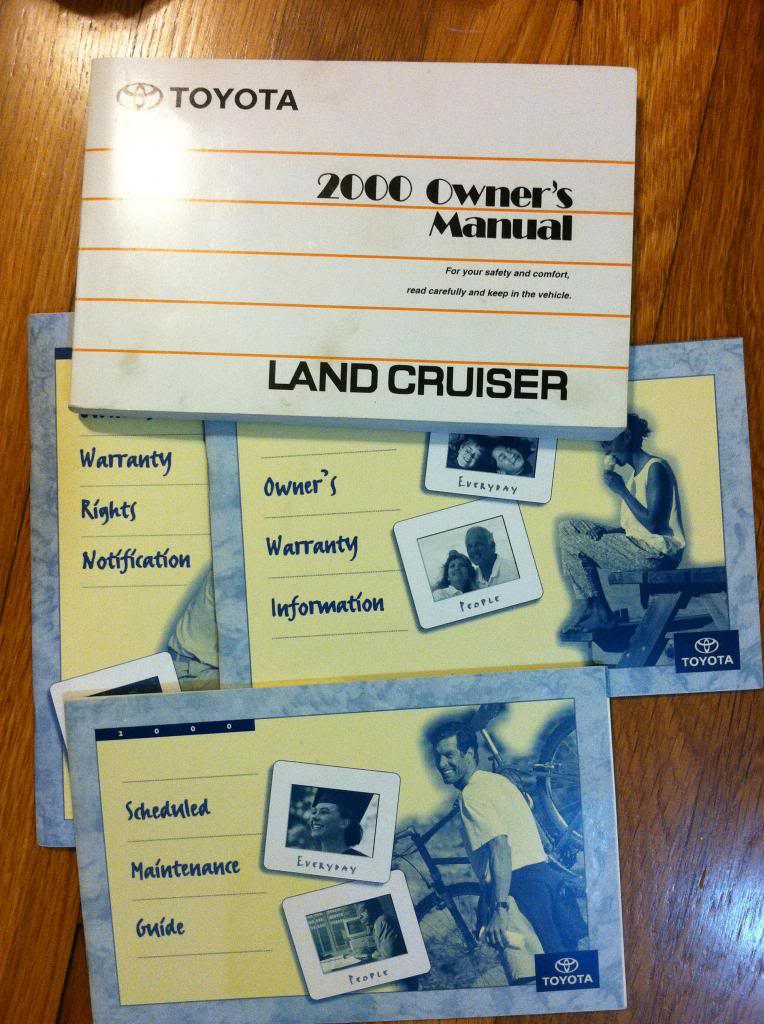 TOYOTA
2000 Owner's
Manual
For your safety and comfort,
read carefully and keep in the vehicle.
LAND CRUISER
Warranty
Rights
Notification
Owner's
Warranty
Information
EVERYDAY
PEOPLE
TOYOTA
2000
Scheduled
Maintenance
Guide
EVERYDAY
PEOPLE
TOYOTA